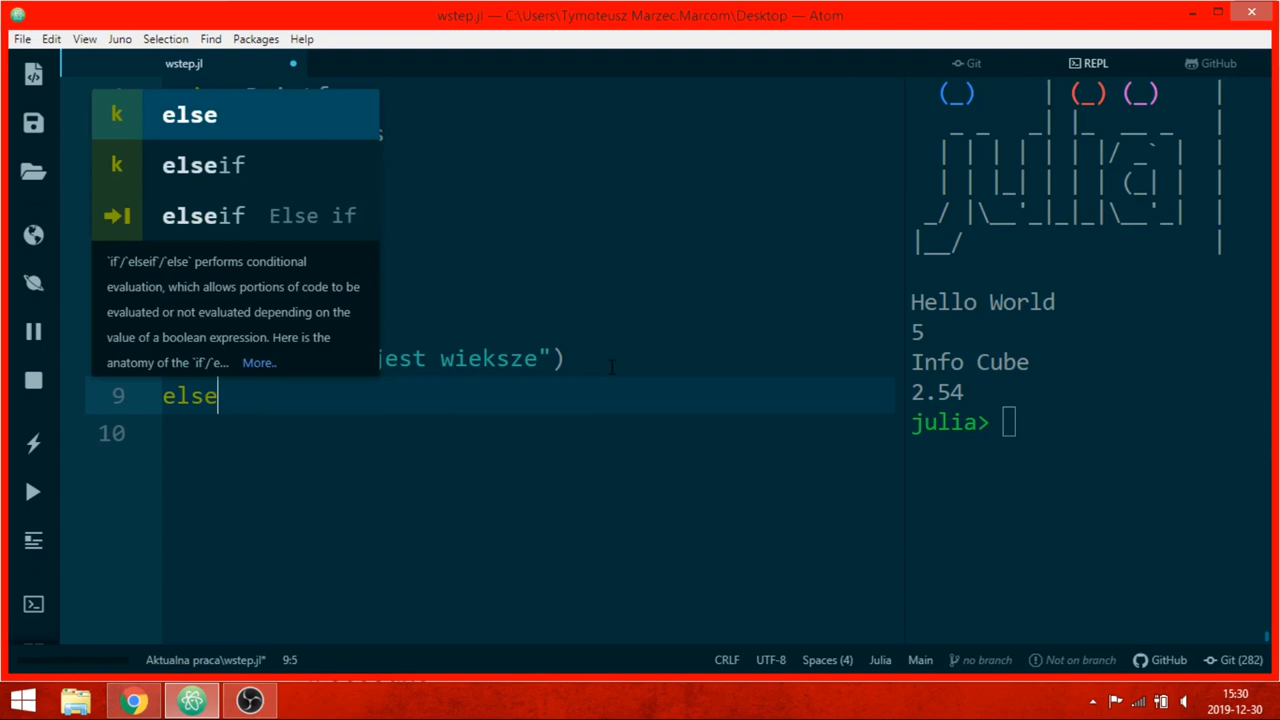 wstep.jl — C:\Users\Tymoteusz Marzec.Marcom\Desktop — Atom
File Edit View Juno Selection Find Packages Help
wstep.jl
Git REPL GitHub
k else
k elseif
elseif Else if
`if`/`elseif`/`else` performs conditional
evaluation, which allows portions of code to be
evaluated or not evaluated depending on the
value of a boolean expression. Here is the
anatomy of the `if`/`e... More..
jest wieksze")
9 else
10
Hello World
5
Info Cube
2.54
julia>
Aktualna praca\wstep.jl* 9:5 CRLF UTF-8 Spaces (4) Julia Main no branch Not on branch GitHub Git (282)
15:30
2019-12-30